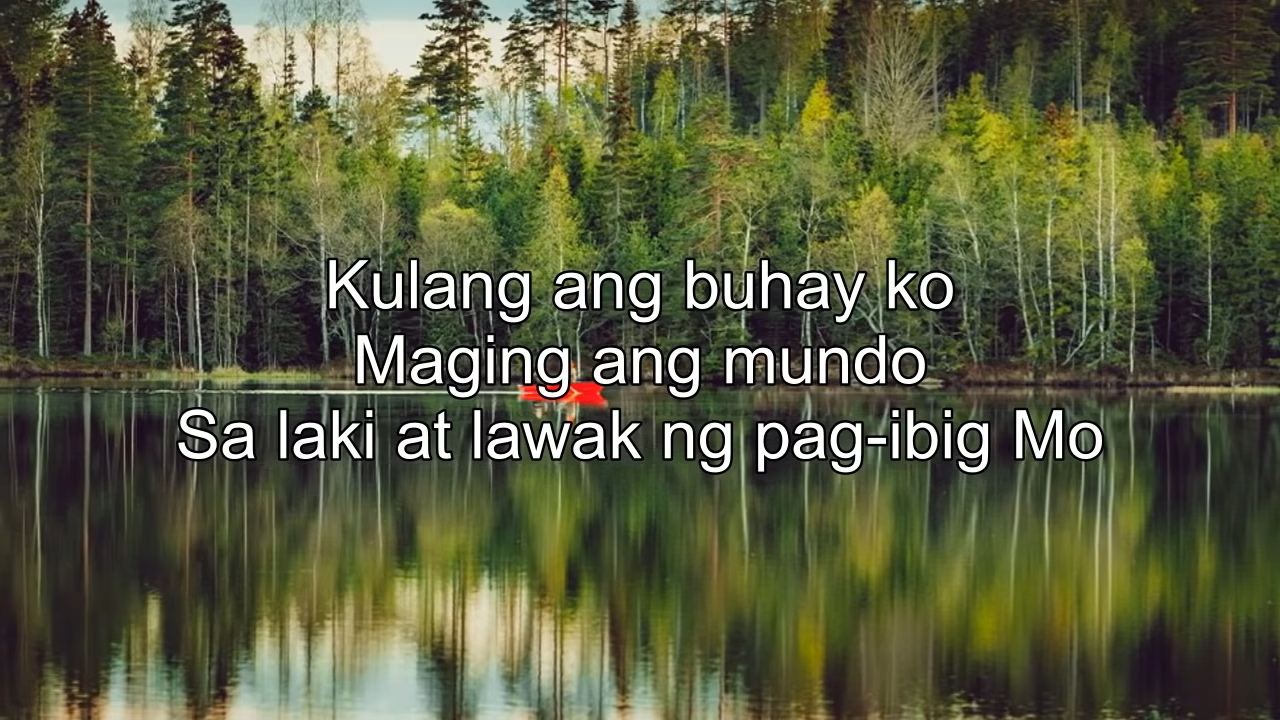 Kulang ang buhay ko
Maging ang mundo
Sa laki at lawak ng pag-ibig Mo